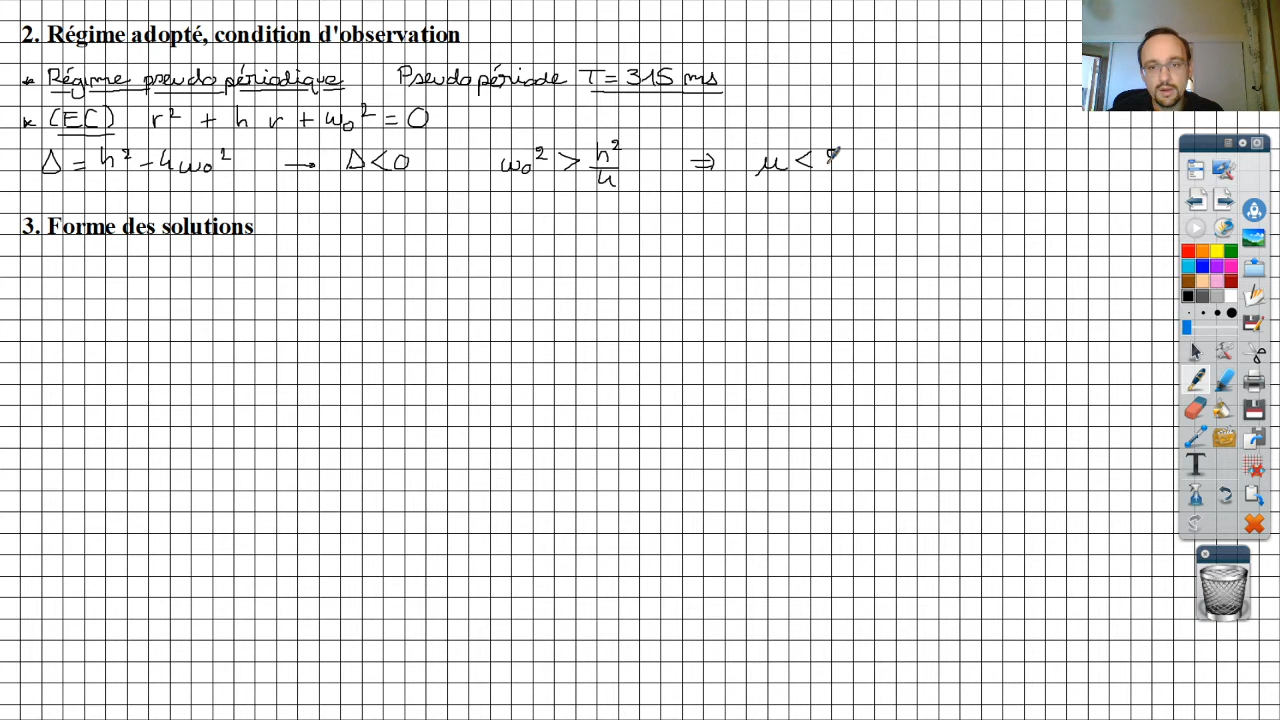 2. Régime adopté, condition d'observation
* Régime pseudo périodique Pseudo période T = 315 ms
* (EC) r² + h r + ω₀² = 0
Δ = h² - 4ω₀² → Δ < 0 ω₀² > h²/4 ⇒ μ <
3. Forme des solutions
T